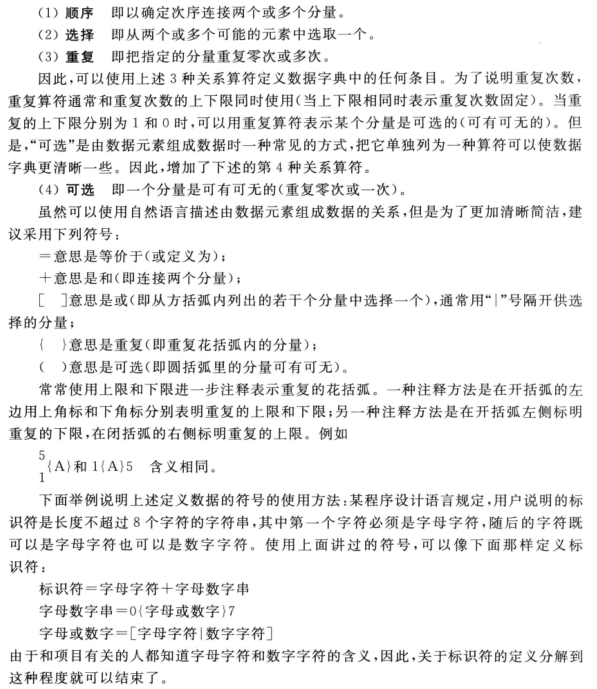 (1) 顺序　即以确定次序连接两个或多个分量。
(2) 选择　即从两个或多个可能的元素中选取一个。
(3) 重复　即把指定的分量重复零次或多次。
因此,可以使用上述 3 种关系算符定义数据字典中的任何条目。为了说明重复次数,
重复算符通常和重复次数的上下限同时使用(当上下限相同时表示重复次数固定)。当重
复的上下限分别为 1 和 0 时,可以用重复算符表示某个分量是可选的(可有可无的)。但
是,“可选”是由数据元素组成数据时一种常见的方式,把它单独列为一种算符可以使数据
字典更清晰一些。因此,增加了下述的第 4 种关系算符。
(4) 可选　即一个分量是可有可无的(重复零次或一次)。
虽然可以使用自然语言描述由数据元素组成数据的关系,但是为了更加清晰简洁,建
议采用下列符号:
=意思是等价于(或定义为);
+意思是和(即连接两个分量);
[　]意思是或(即从方括弧内列出的若干个分量中选择一个),通常用“|”号隔开供选
择的分量;
{　}意思是重复(即重复花括弧内的分量);
(　)意思是可选(即圆括弧里的分量可有可无)。
常常使用上限和下限进一步注释表示重复的花括弧。一种注释方法是在开括弧的左
边用上角标和下角标分别表明重复的上限和下限;另一种注释方法是在开括弧左侧标明
重复的下限,在闭括弧的右侧标明重复的上限。例如
5
1{A}和 1{A}5　含义相同。
下面举例说明上述定义数据的符号的使用方法:某程序设计语言规定,用户说明的标
识符是长度不超过 8 个字符的字符串,其中第一个字符必须是字母字符,随后的字符既
可以是字母字符也可以是数字字符。使用上面讲过的符号,可以像下面那样定义标
识符:
标识符=字母字符+字母数字串
字母数字串=0{字母或数字}7
字母或数字=[字母字符|数字字符]
由于和项目有关的人都知道字母字符和数字字符的含义,因此,关于标识符的定义分解到
这种程度就可以结束了。